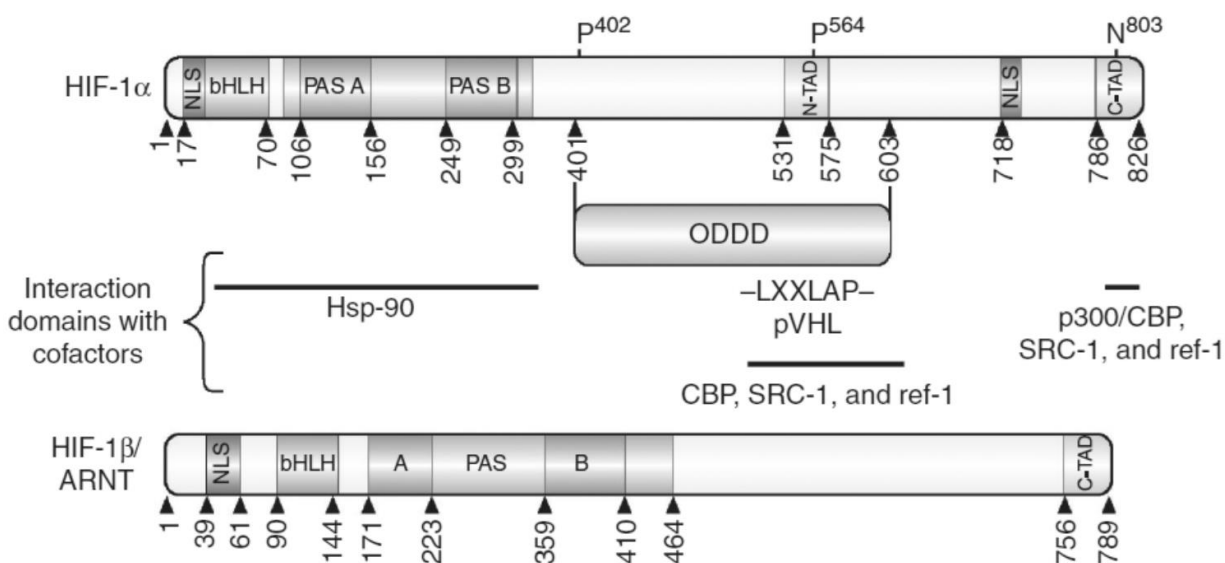 P402 P564 N803
HIF-1α NLS bHLH PAS A PAS B N-TAD NLS C-TAD
1 17 70 106 156 249 299 401 531 575 603 718 786 826
ODDD
Interaction
domains with
cofactors
Hsp-90
–LXXLAP–
pVHL
p300/CBP,
SRC-1, and ref-1
CBP, SRC-1, and ref-1
HIF-1β/
ARNT
NLS bHLH A PAS B C-TAD
1 39 61 90 144 171 223 359 410 464 756 789